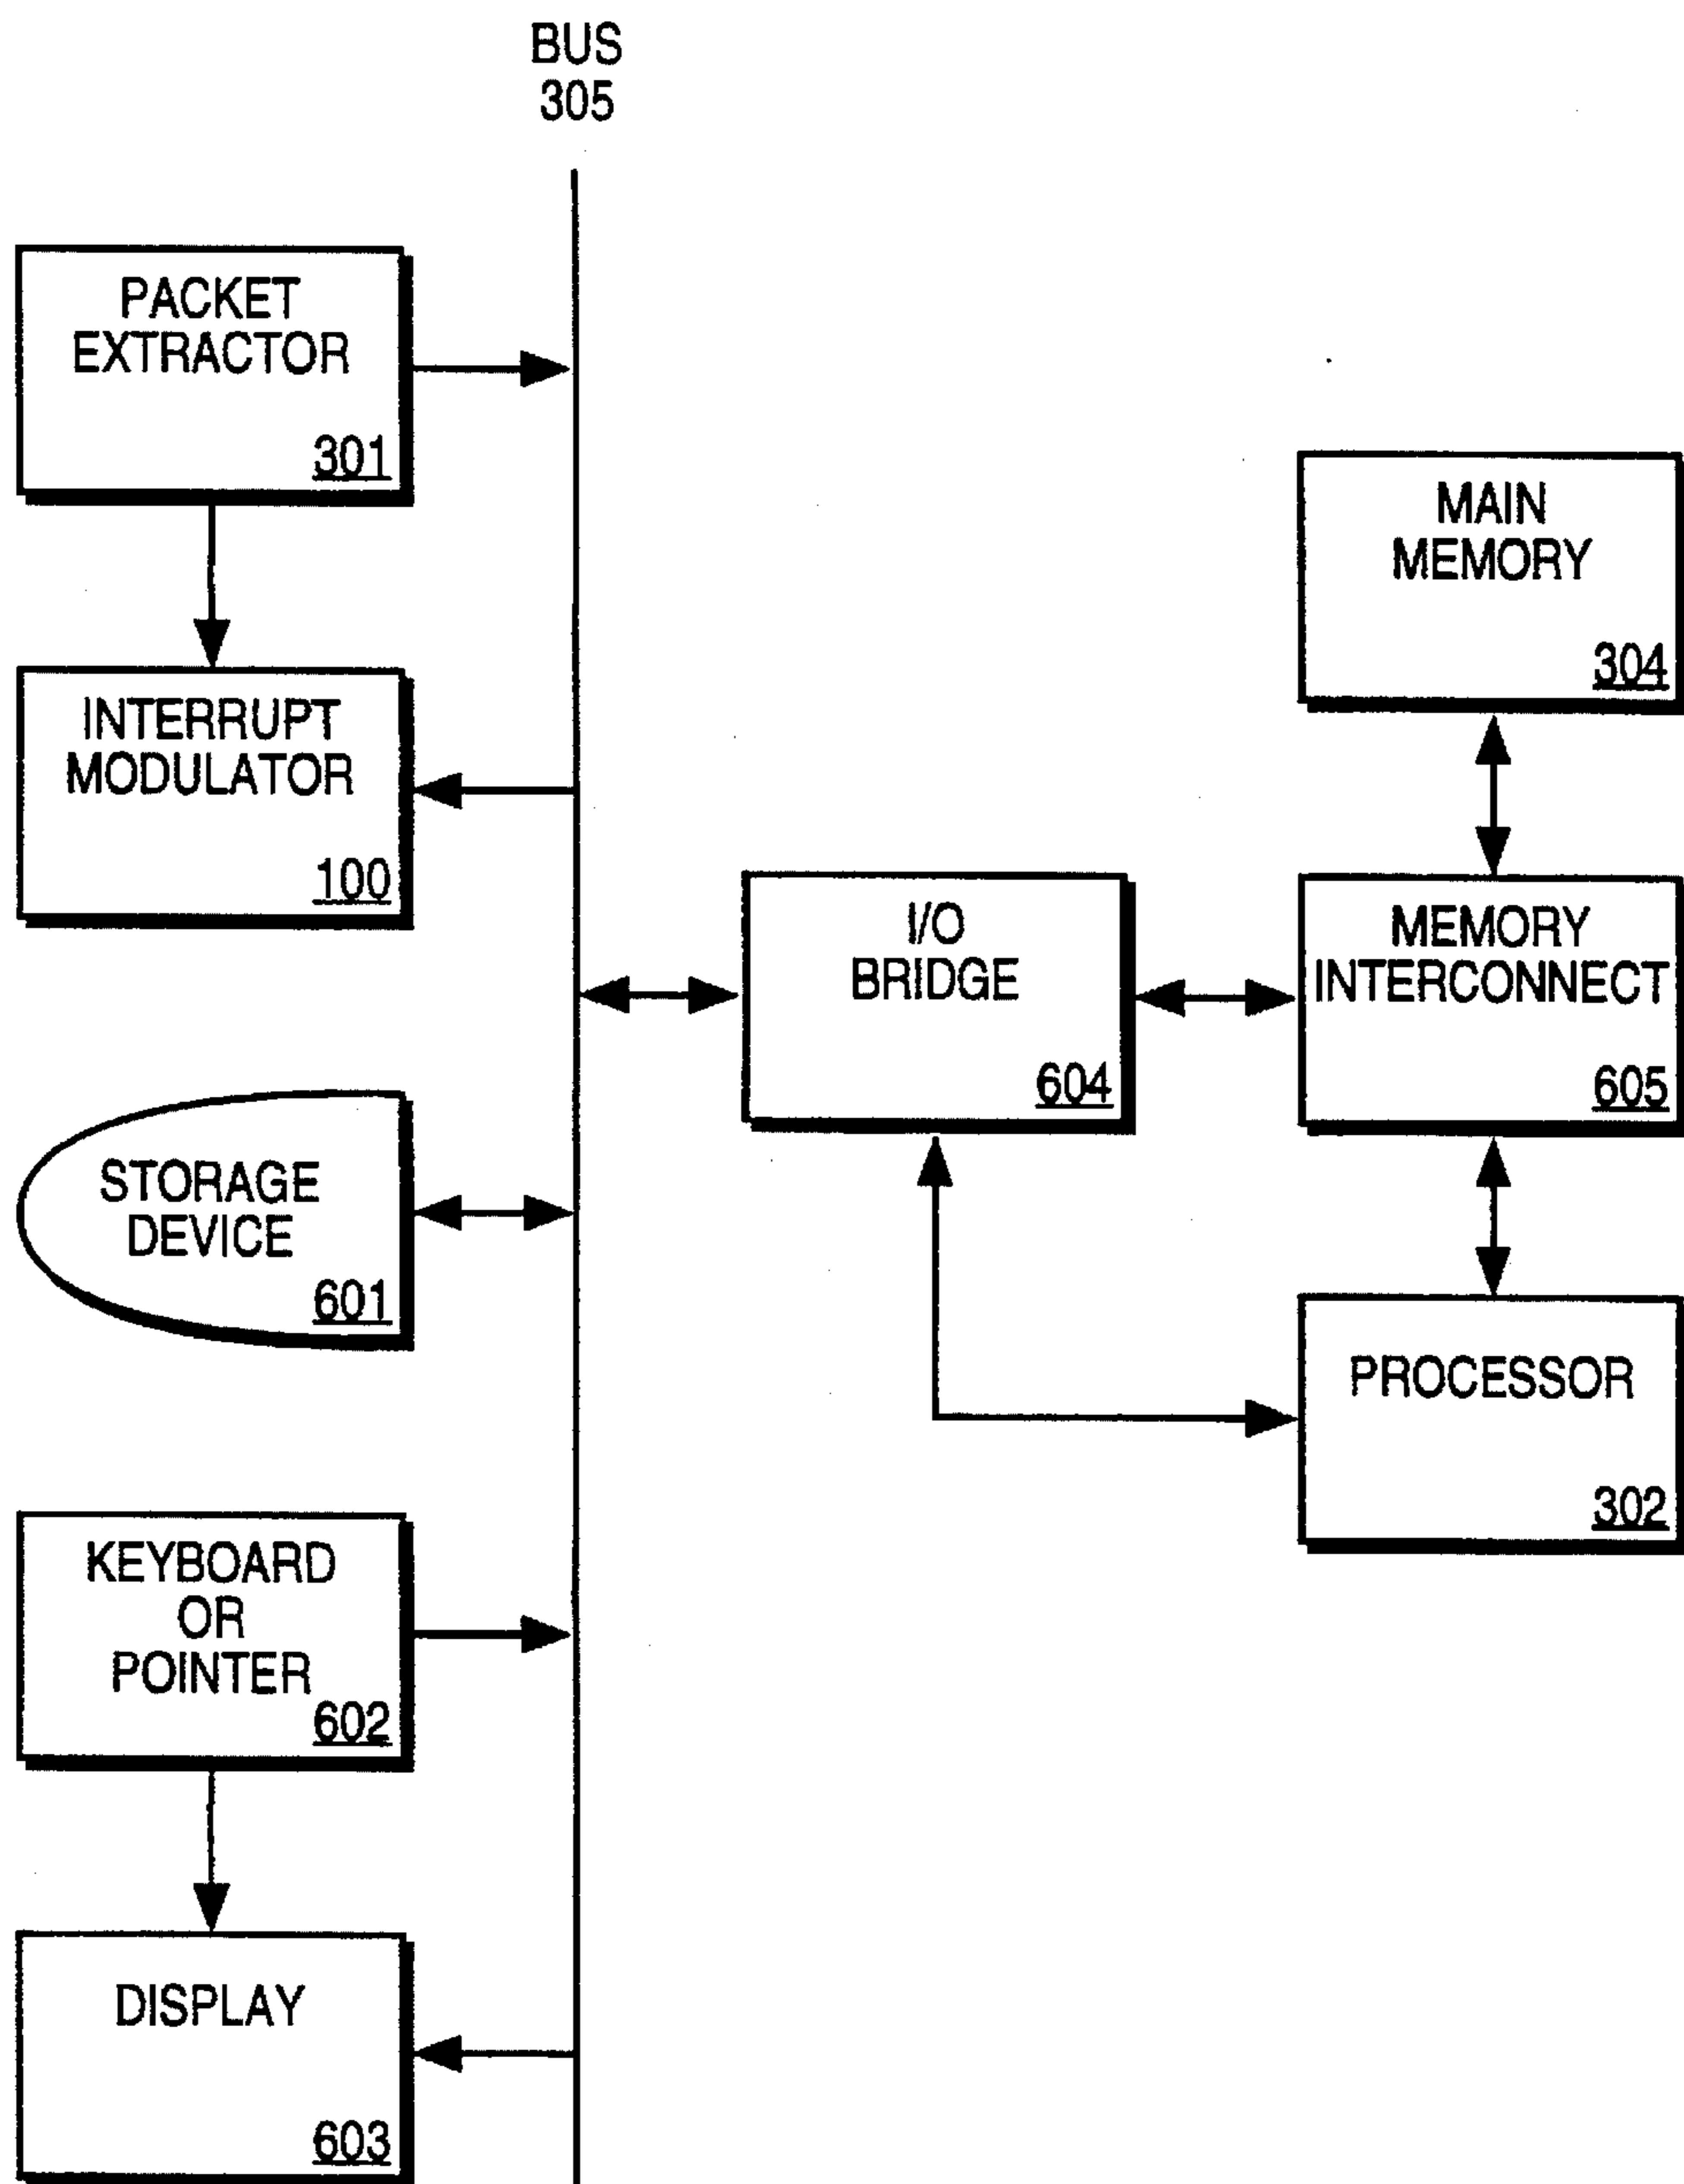 BUS
305
PACKET
EXTRACTOR
301
MAIN
MEMORY
304
INTERRUPT
MODULATOR
100
I/O
BRIDGE
604
MEMORY
INTERCONNECT
605
STORAGE
DEVICE
601
PROCESSOR
302
KEYBOARD
OR
POINTER
602
DISPLAY
603